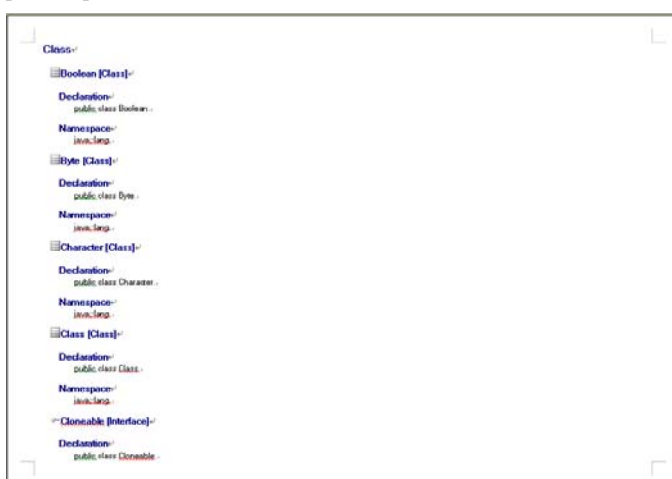 Class
Boolean [Class]
Declaration
public class Boolean
Namespace
java::lang
Byte [Class]
Declaration
public class Byte
Namespace
java::lang
Character [Class]
Declaration
public class Character
Namespace
java::lang
Class [Class]
Declaration
public class Class
Namespace
java::lang
Cloneable [Interface]
Declaration
public class Cloneable